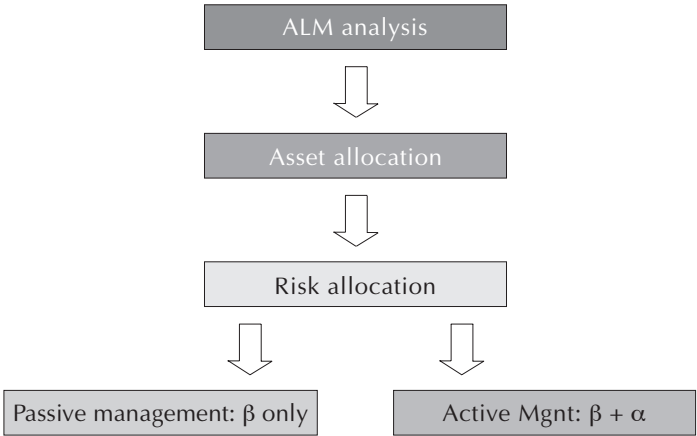 ALM analysis
Asset allocation
Risk allocation
Passive management: β only
Active Mgnt: β + α